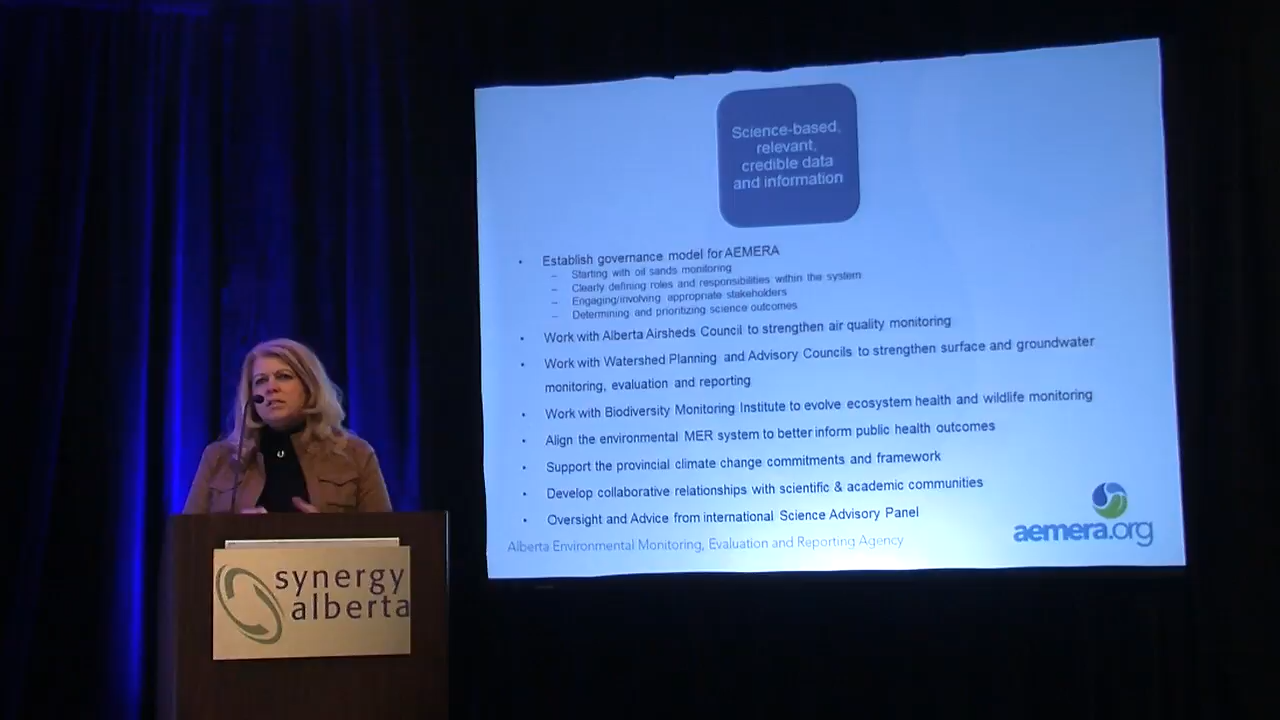 Science-based,
relevant,
credible data
and information
• Establish governance model for AEMERA
– Starting with oil sands monitoring
– Clearly defining roles and responsibilities within the system
– Engaging/involving appropriate stakeholders
– Determining and prioritizing science outcomes
• Work with Alberta Airsheds Council to strengthen air quality monitoring
• Work with Watershed Planning and Advisory Councils to strengthen surface and groundwater
monitoring, evaluation and reporting
• Work with Biodiversity Monitoring Institute to evolve ecosystem health and wildlife monitoring
• Align the environmental MER system to better inform public health outcomes
• Support the provincial climate change commitments and framework
• Develop collaborative relationships with scientific & academic communities
• Oversight and Advice from international Science Advisory Panel
Alberta Environmental Monitoring, Evaluation and Reporting Agency
aemera.org
synergy
alberta